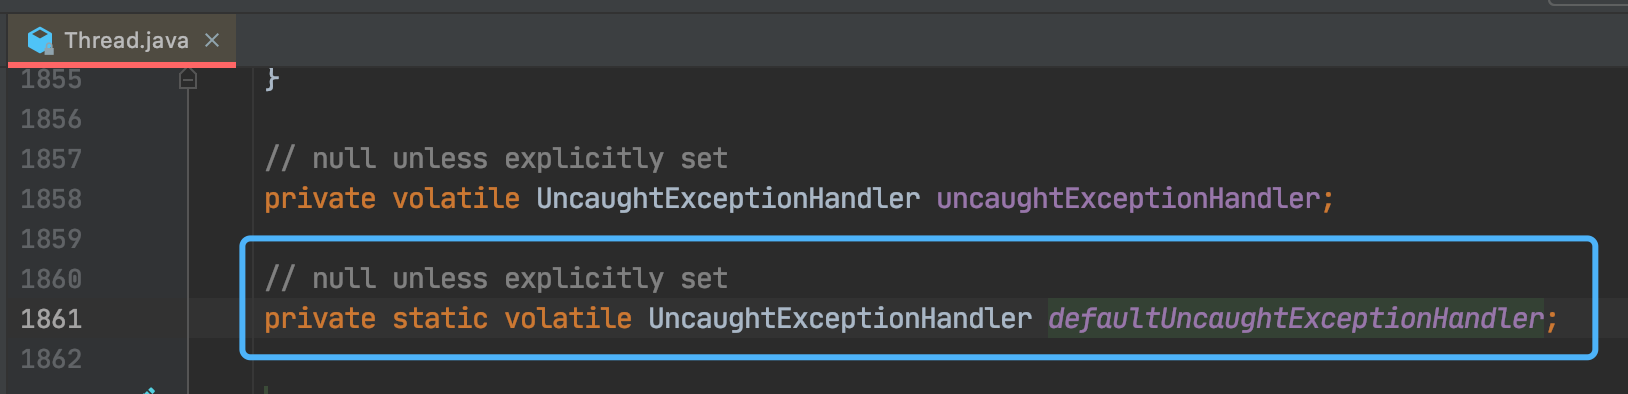 Thread.java
1855 }
1856
1857 // null unless explicitly set
1858 private volatile UncaughtExceptionHandler uncaughtExceptionHandler;
1859
1860 // null unless explicitly set
1861 private static volatile UncaughtExceptionHandler defaultUncaughtExceptionHandler;
1862